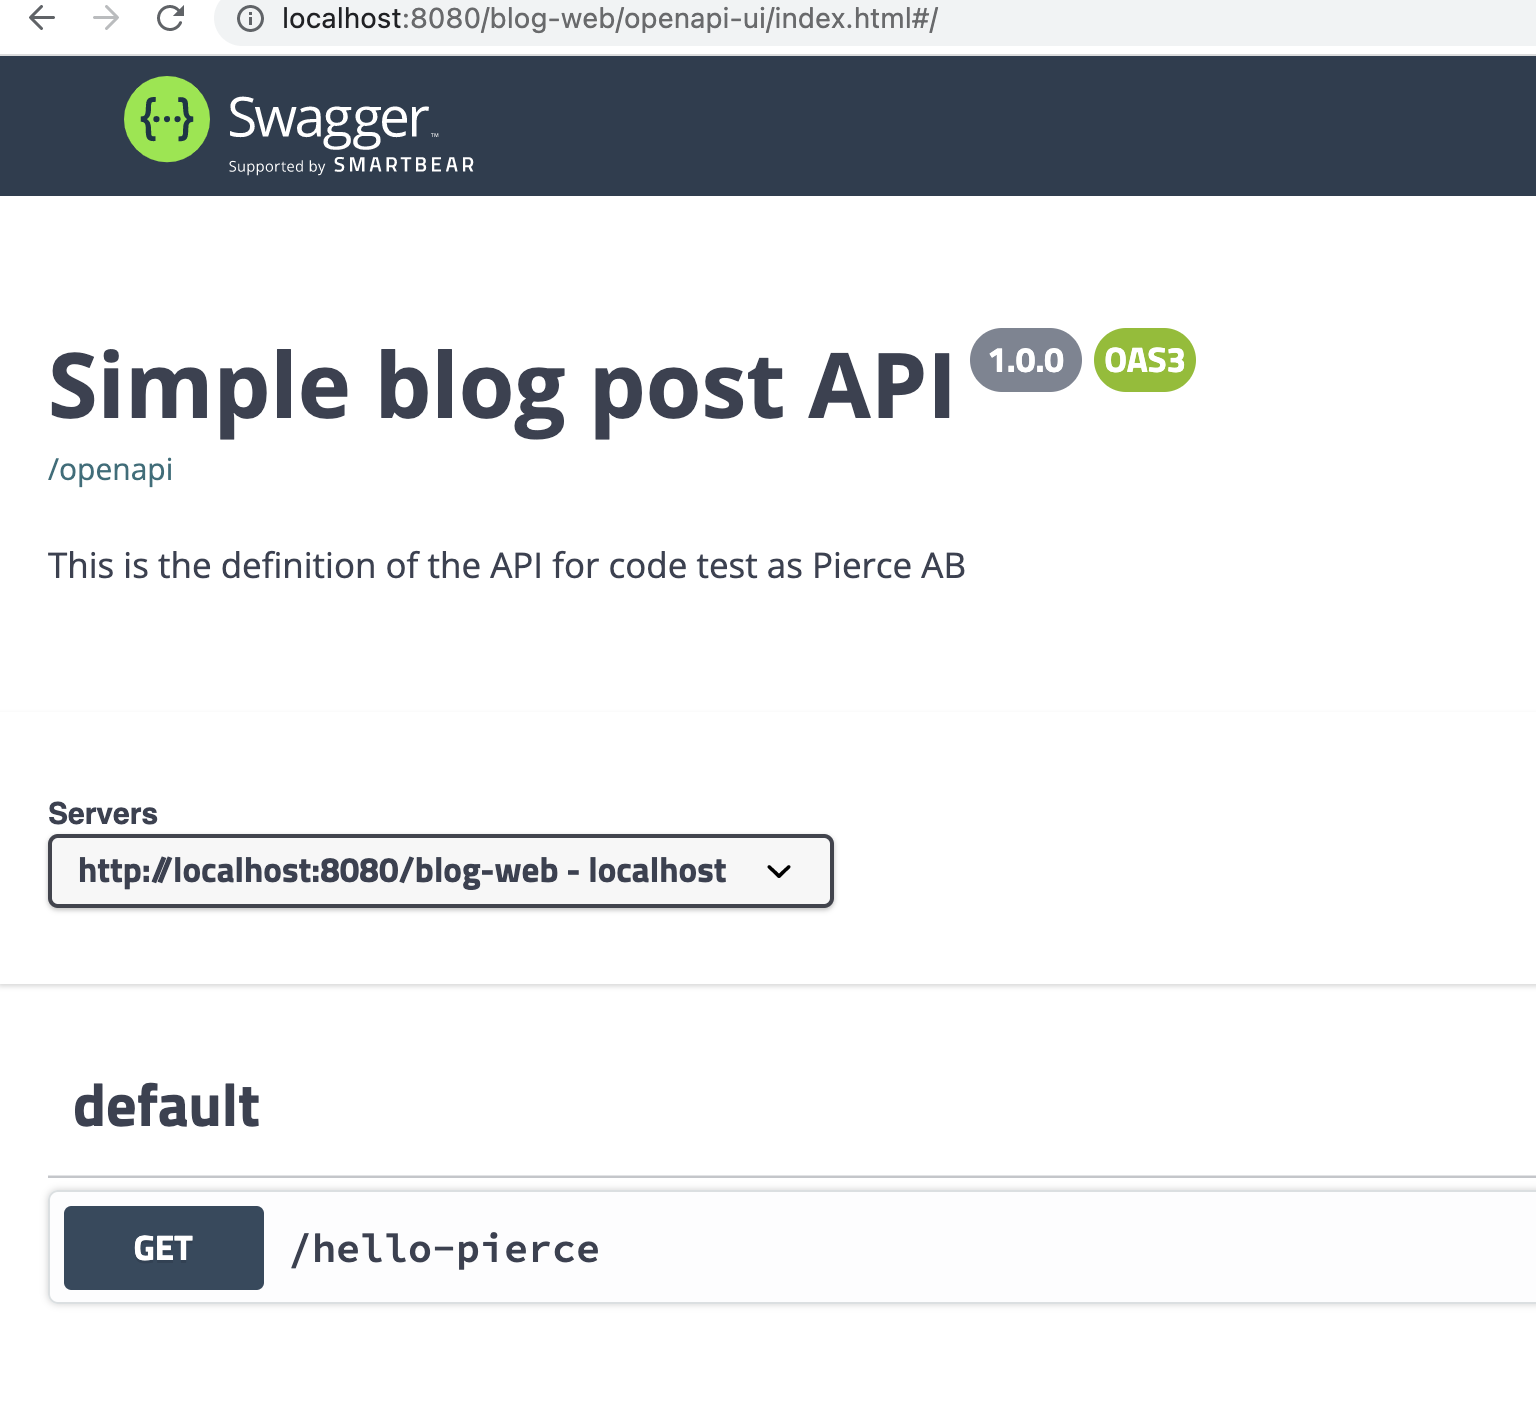 localhost:8080/blog-web/openapi-ui/index.html#/
{...} Swagger™
Supported by SMARTBEAR
Simple blog post API 1.0.0 OAS3
/openapi
This is the definition of the API for code test as Pierce AB
Servers
http://localhost:8080/blog-web - localhost
default
GET /hello-pierce